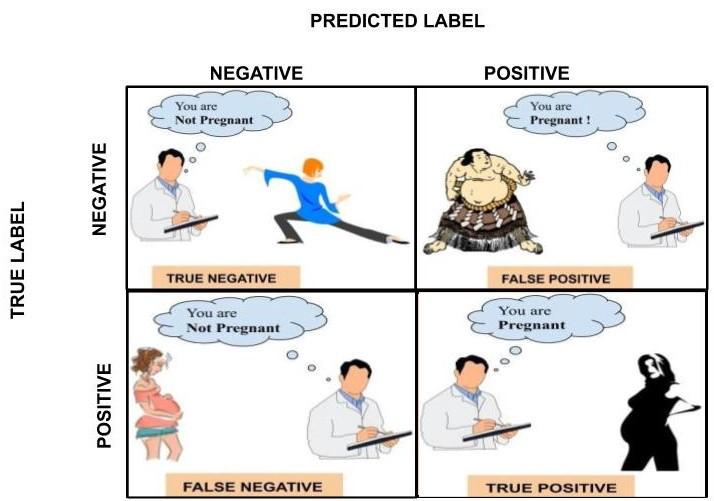 PREDICTED LABEL
NEGATIVE
POSITIVE
TRUE LABEL
NEGATIVE
You are
Not Pregnant
TRUE NEGATIVE
You are
Pregnant !
FALSE POSITIVE
POSITIVE
You are
Not Pregnant
FALSE NEGATIVE
You are
Pregnant
TRUE POSITIVE